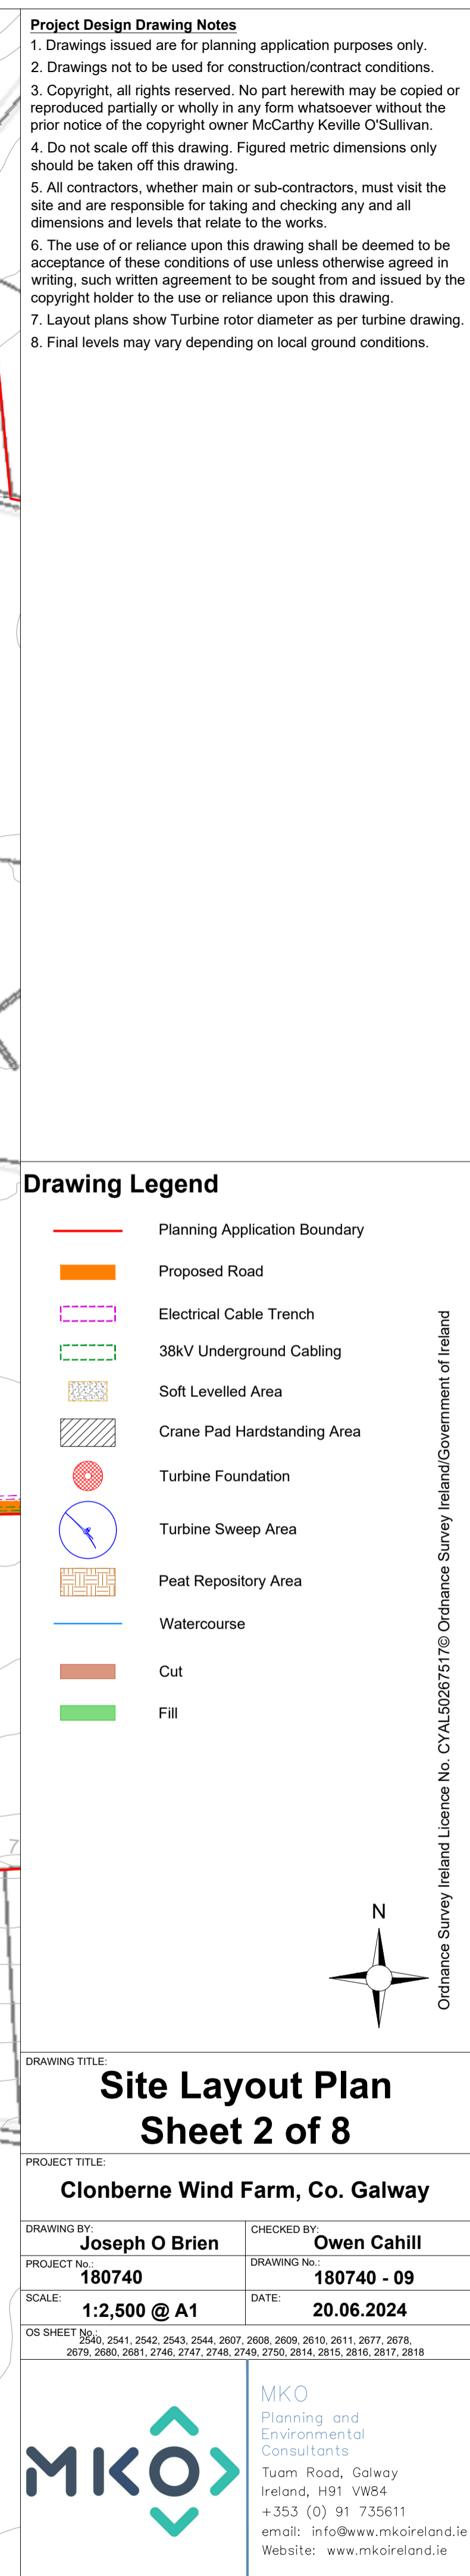 Project Design Drawing Notes
1. Drawings issued are for planning application purposes only.
2. Drawings not to be used for construction/contract conditions.
3. Copyright, all rights reserved. No part herewith may be copied or
reproduced partially or wholly in any form whatsoever without the
prior notice of the copyright owner McCarthy Keville O'Sullivan.
4. Do not scale off this drawing. Figured metric dimensions only
should be taken off this drawing.
5. All contractors, whether main or sub-contractors, must visit the
site and are responsible for taking and checking any and all
dimensions and levels that relate to the works.
6. The use of or reliance upon this drawing shall be deemed to be
acceptance of these conditions of use unless otherwise agreed in
writing, such written agreement to be sought from and issued by the
copyright holder to the use or reliance upon this drawing.
7. Layout plans show Turbine rotor diameter as per turbine drawing.
8. Final levels may vary depending on local ground conditions.
Drawing Legend
Planning Application Boundary
Proposed Road
Electrical Cable Trench
38kV Underground Cabling
Soft Levelled Area
Crane Pad Hardstanding Area
Turbine Foundation
Turbine Sweep Area
Peat Repository Area
Watercourse
Cut
Fill
Ordnance Survey Ireland Licence No. CYAL50267517© Ordnance Survey Ireland/Government of Ireland
7
N
DRAWING TITLE:
Site Layout Plan
Sheet 2 of 8
PROJECT TITLE:
Clonberne Wind Farm, Co. Galway
DRAWING BY:
Joseph O Brien
CHECKED BY:
Owen Cahill
PROJECT No.:
180740
DRAWING No.:
180740 - 09
SCALE:
1:2,500 @ A1
DATE:
20.06.2024
OS SHEET No.:
2540, 2541, 2542, 2543, 2544, 2607, 2608, 2609, 2610, 2611, 2677, 2678,
2679, 2680, 2681, 2746, 2747, 2748, 2749, 2750, 2814, 2815, 2816, 2817, 2818
MKO
MKO
Planning and
Environmental
Consultants
Tuam Road, Galway
Ireland, H91 VW84
+353 (0) 91 735611
email: info@www.mkoireland.ie
Website: www.mkoireland.ie